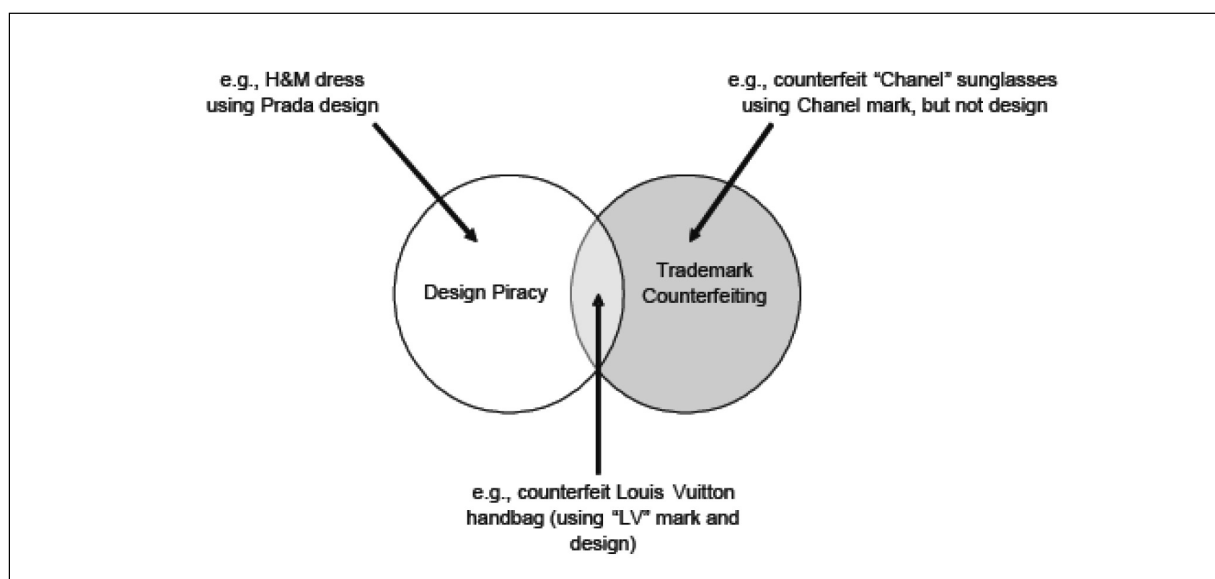 e.g., H&M dress
using Prada design
e.g., counterfeit “Chanel” sunglasses
using Chanel mark, but not design
Design Piracy
Trademark
Counterfeiting
e.g., counterfeit Louis Vuitton
handbag (using “LV” mark and
design)